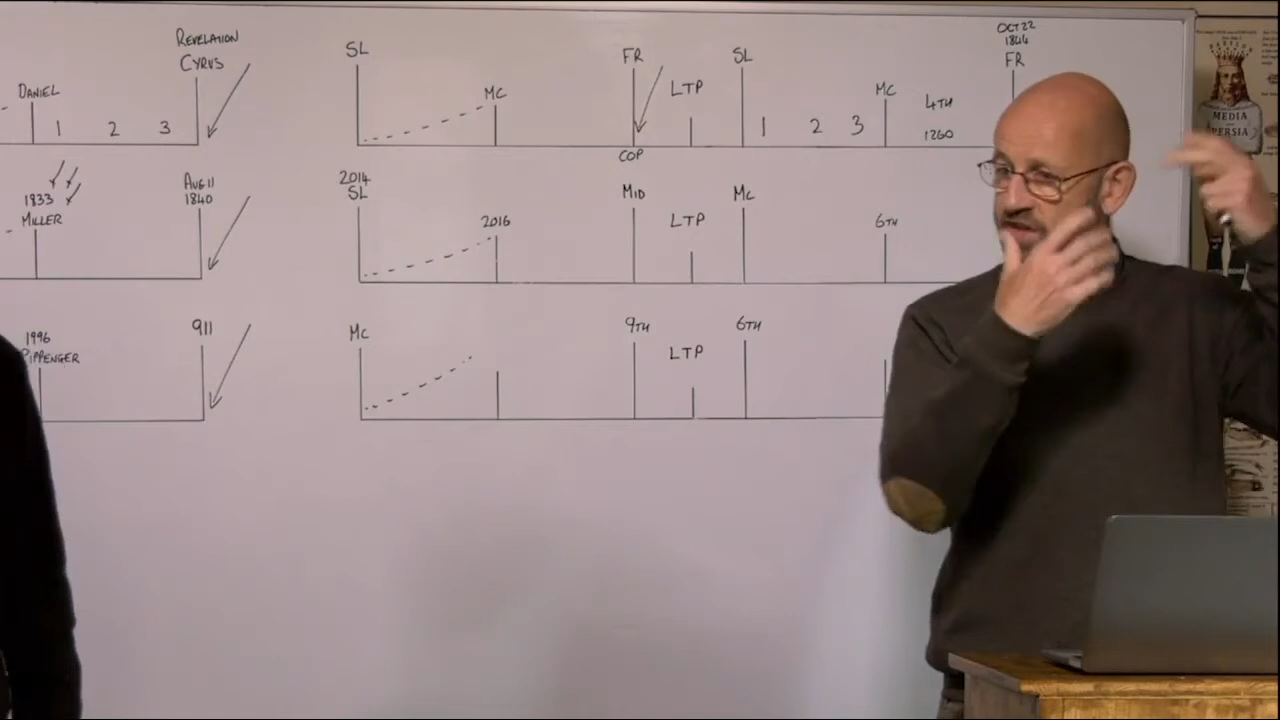 REVELATION
CYRUS
DANIEL
1 2 3
SL
MC
FR
COP
LTP
SL
1 2 3
MC
4TH
1260
OCT 22
1844
FR
1833
MILLER
AUG 11
1840
2014
SL
2016
MID
LTP
MC
6TH
1996
PIPPENGER
911
MC
9TH
LTP
6TH
MEDIA
PERSIA